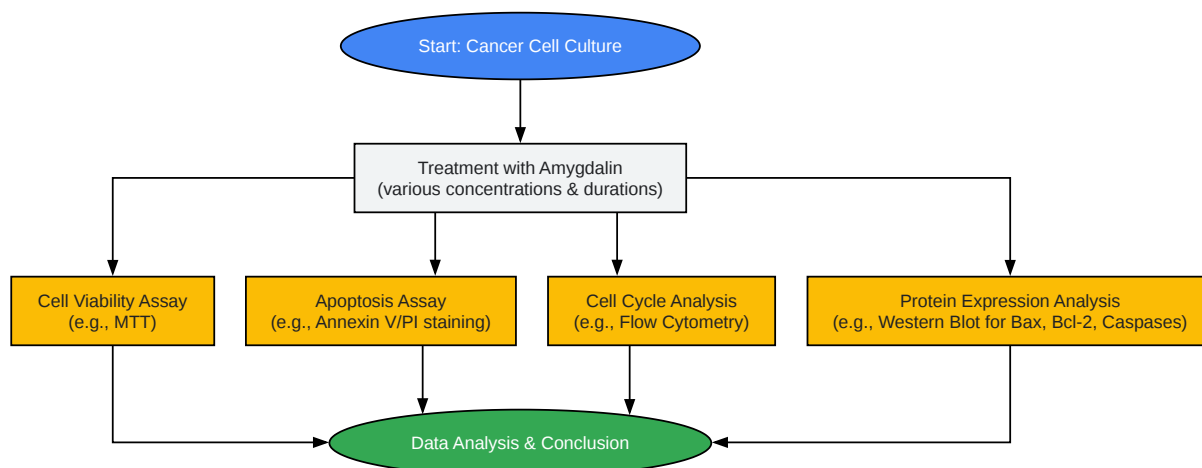 Start: Cancer Cell Culture
Treatment with Amygdalin
(various concentrations & durations)
Cell Viability Assay
(e.g., MTT)
Apoptosis Assay
(e.g., Annexin V/PI staining)
Cell Cycle Analysis
(e.g., Flow Cytometry)
Protein Expression Analysis
(e.g., Western Blot for Bax, Bcl-2, Caspases)
Data Analysis & Conclusion